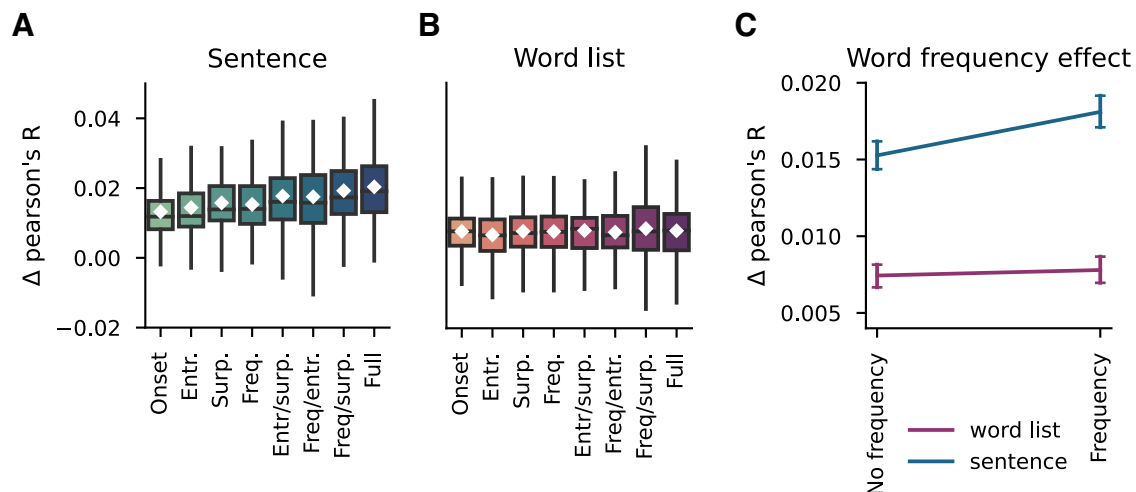 A
B
C
Sentence
Word list
Word frequency effect
Δ pearson's R
0.04
0.02
0.00
−0.02
Onset
Entr.
Surp.
Freq.
Entr/surp.
Freq/entr.
Freq/surp.
Full
Onset
Entr.
Surp.
Freq.
Entr/surp.
Freq/entr.
Freq/surp.
Full
Δ pearson's R
0.020
0.015
0.010
0.005
No frequency
Frequency
word list
sentence